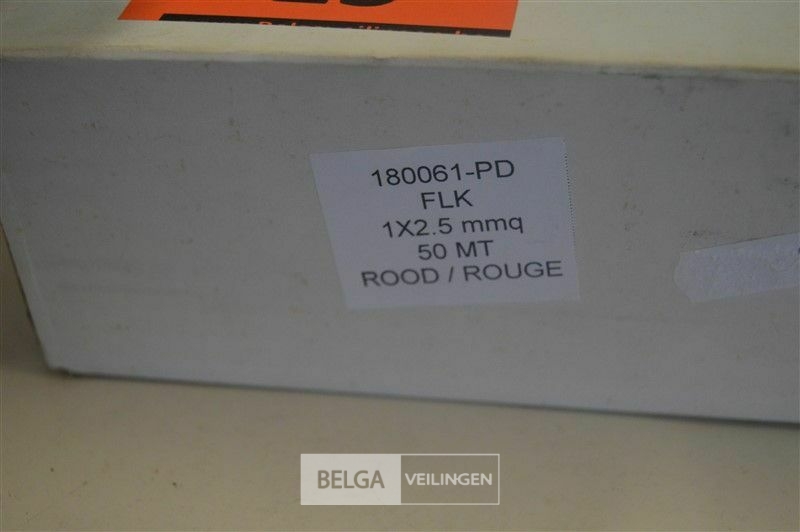 180061-PD
FLK
1X2.5 mmq
50 MT
ROOD / ROUGE
BELGA VEILINGEN